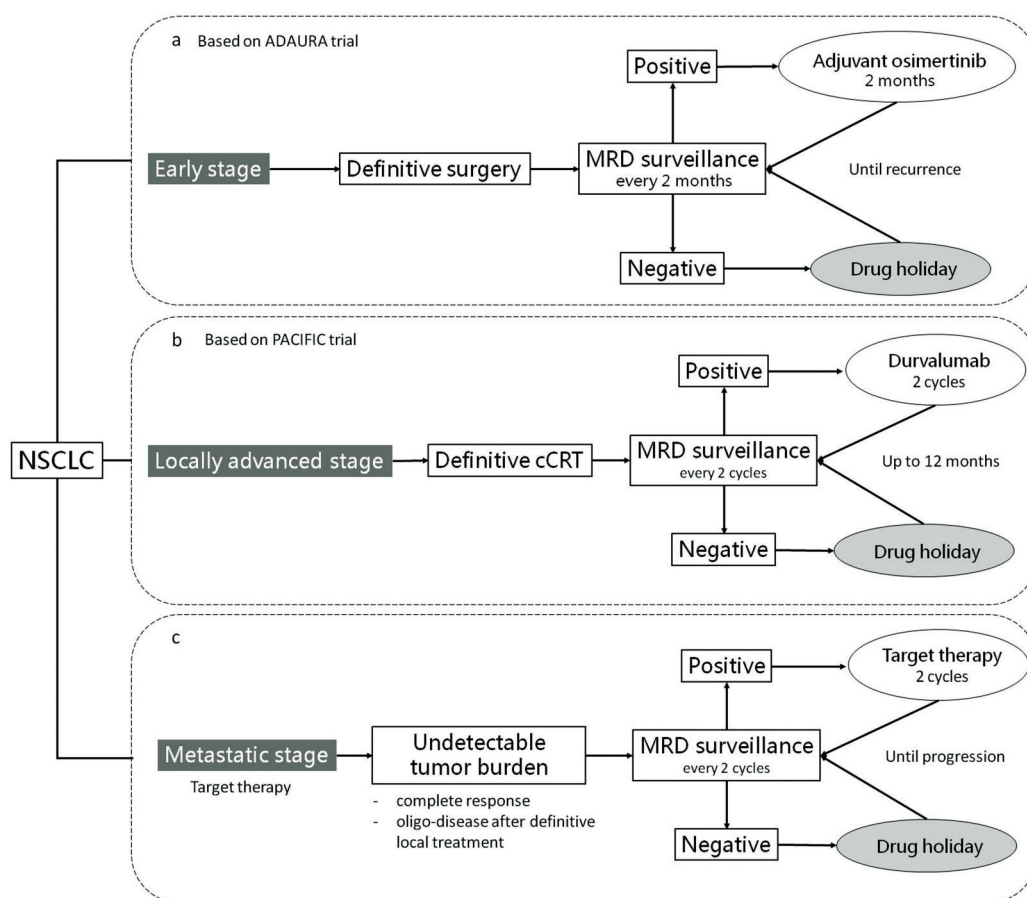 a Based on ADAURA trial
Positive
Adjuvant osimertinib
2 months
Early stage
Definitive surgery
MRD surveillance
every 2 months
Until recurrence
Negative
Drug holiday
b Based on PACIFIC trial
Positive
Durvalumab
2 cycles
NSCLC
Locally advanced stage
Definitive cCRT
MRD surveillance
every 2 cycles
Up to 12 months
Negative
Drug holiday
c
Positive
Target therapy
2 cycles
Metastatic stage
Target therapy
Undetectable
tumor burden
- complete response
- oligo-disease after definitive
local treatment
MRD surveillance
every 2 cycles
Until progression
Negative
Drug holiday